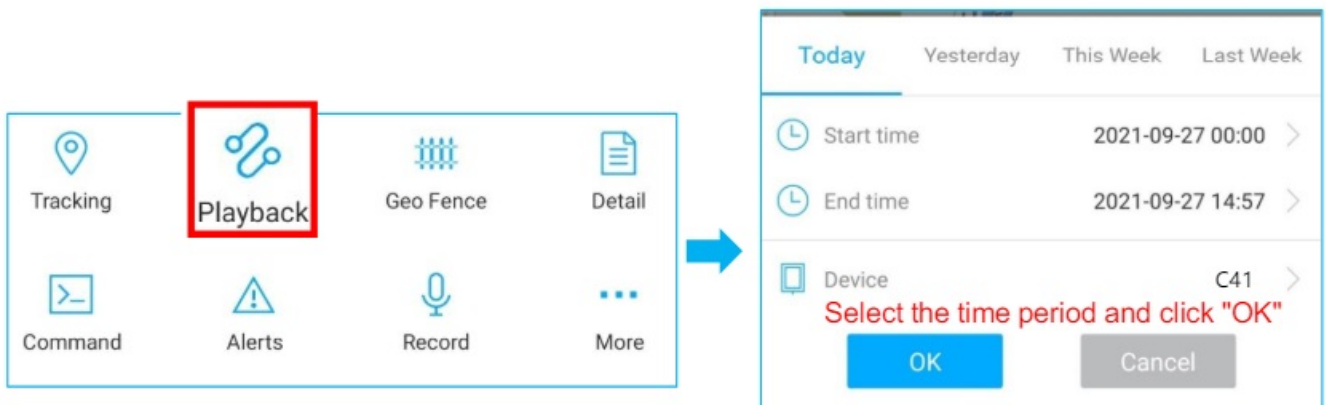 Tracking
Playback
Geo Fence
Detail
Command
Alerts
Record
More
Today Yesterday This Week Last Week
Start time 2021-09-27 00:00
End time 2021-09-27 14:57
Device C41
Select the time period and click "OK"
OK Cancel